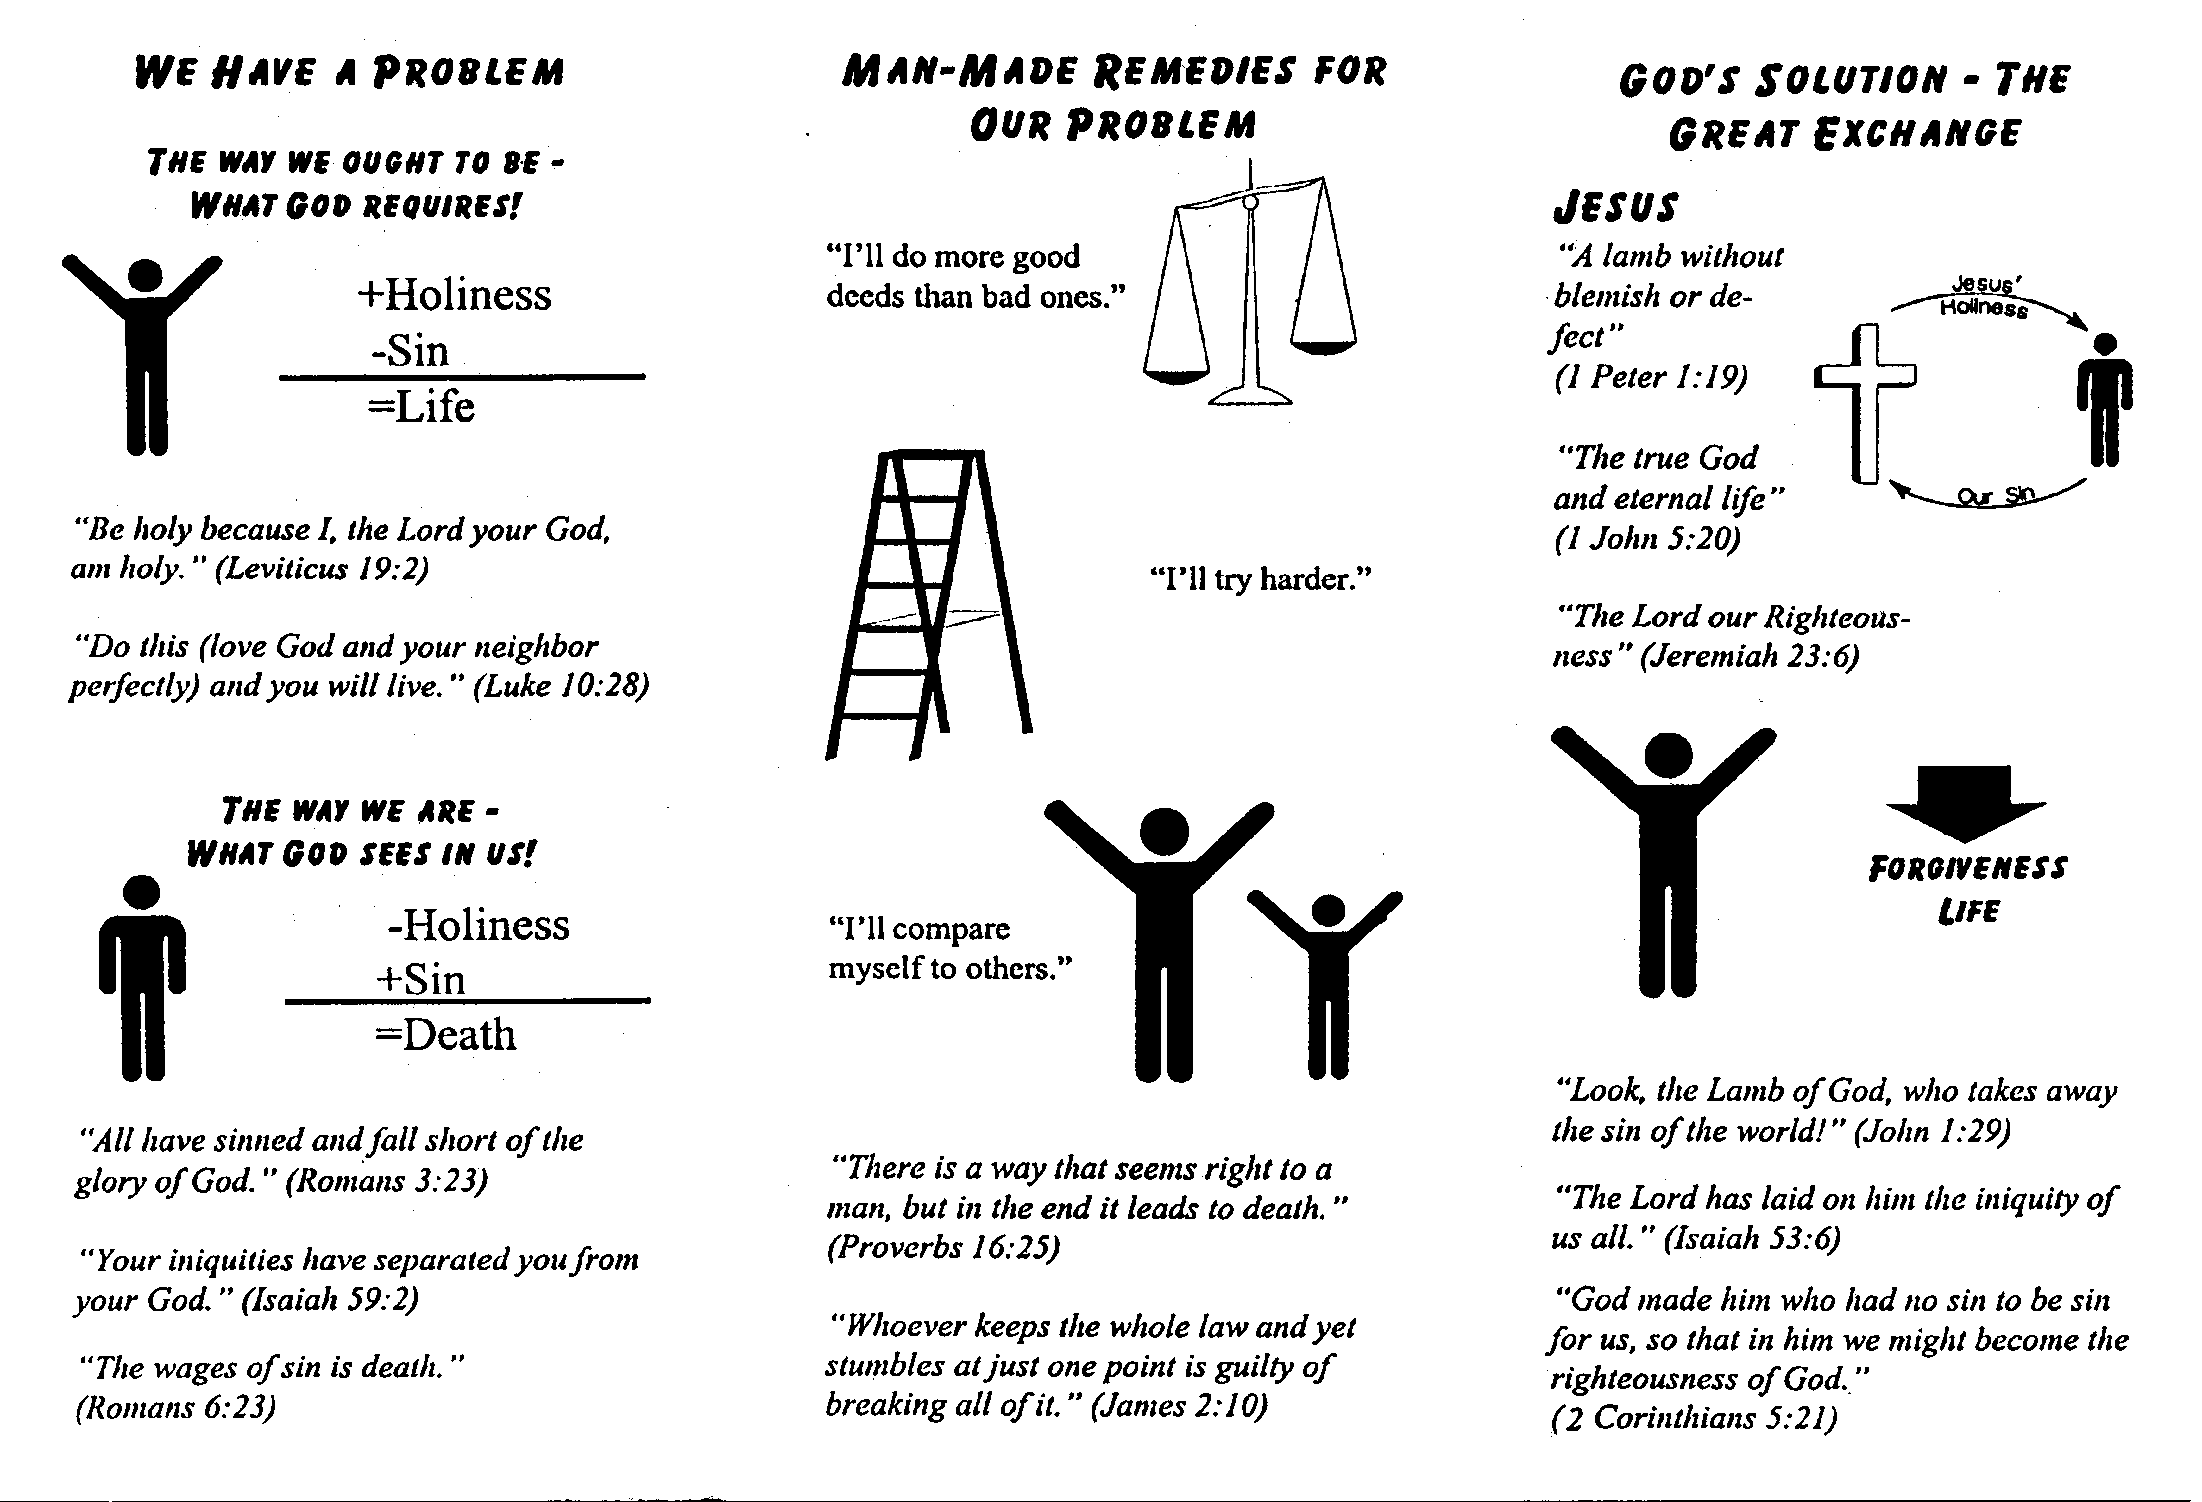 WE HAVE A PROBLEM
THE WAY WE OUGHT TO BE -
WHAT GOD REQUIRES!
+Holiness
-Sin
=Life
“Be holy because I, the Lord your God,
am holy.” (Leviticus 19:2)
“Do this (love God and your neighbor
perfectly) and you will live.” (Luke 10:28)
THE WAY WE ARE -
WHAT GOD SEES IN US!
-Holiness
+Sin
=Death
“All have sinned and fall short of the
glory of God.” (Romans 3:23)
“Your iniquities have separated you from
your God.” (Isaiah 59:2)
“The wages of sin is death.”
(Romans 6:23)
MAN-MADE REMEDIES FOR
OUR PROBLEM
“I’ll do more good
deeds than bad ones.”
“I’ll try harder.”
“I’ll compare
myself to others.”
“There is a way that seems right to a
man, but in the end it leads to death.”
(Proverbs 16:25)
“Whoever keeps the whole law and yet
stumbles at just one point is guilty of
breaking all of it.” (James 2:10)
GOD’S SOLUTION - THE
GREAT EXCHANGE
JESUS
“A lamb without
blemish or de-
fect”
(1 Peter 1:19)
“The true God
and eternal life”
(1 John 5:20)
“The Lord our Righteous-
ness” (Jeremiah 23:6)
Jesus’
Holiness
Our Sin
FORGIVENESS
LIFE
“Look, the Lamb of God, who takes away
the sin of the world!” (John 1:29)
“The Lord has laid on him the iniquity of
us all.” (Isaiah 53:6)
“God made him who had no sin to be sin
for us, so that in him we might become the
righteousness of God.”
(2 Corinthians 5:21)